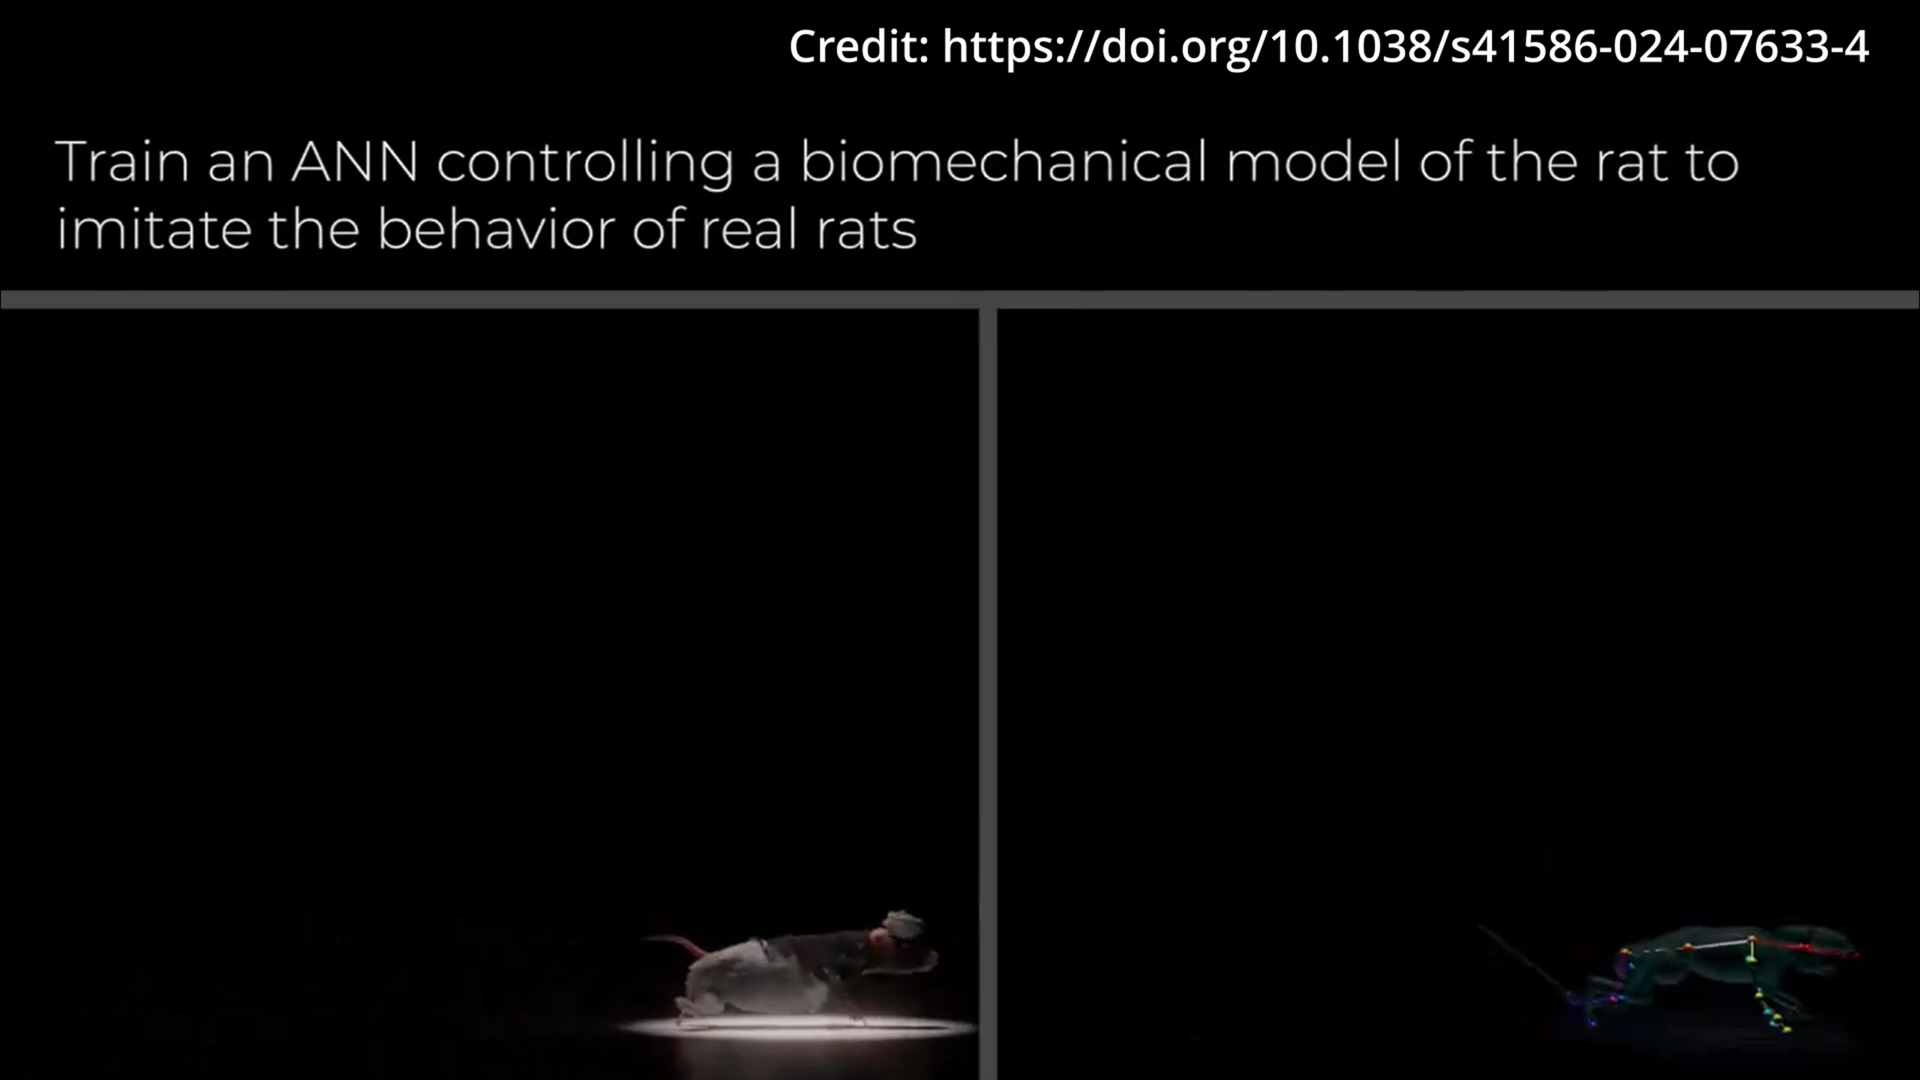 Credit: https://doi.org/10.1038/s41586-024-07633-4
Train an ANN controlling a biomechanical model of the rat to
imitate the behavior of real rats